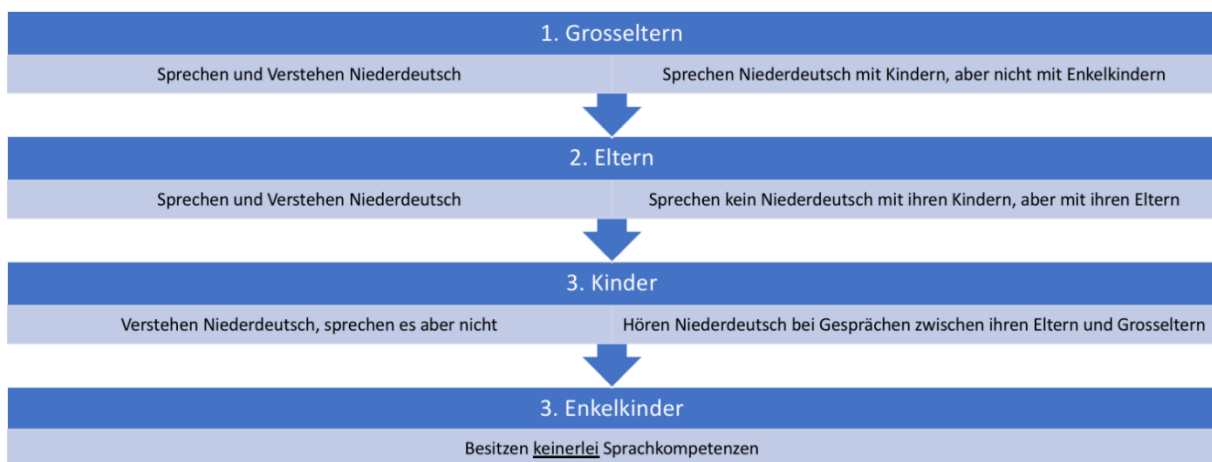 1. Grosseltern
Sprechen und Verstehen Niederdeutsch
Sprechen Niederdeutsch mit Kindern, aber nicht mit Enkelkindern
2. Eltern
Sprechen und Verstehen Niederdeutsch
Sprechen kein Niederdeutsch mit ihren Kindern, aber mit ihren Eltern
3. Kinder
Verstehen Niederdeutsch, sprechen es aber nicht
Hören Niederdeutsch bei Gesprächen zwischen ihren Eltern und Grosseltern
3. Enkelkinder
Besitzen keinerlei Sprachkompetenzen